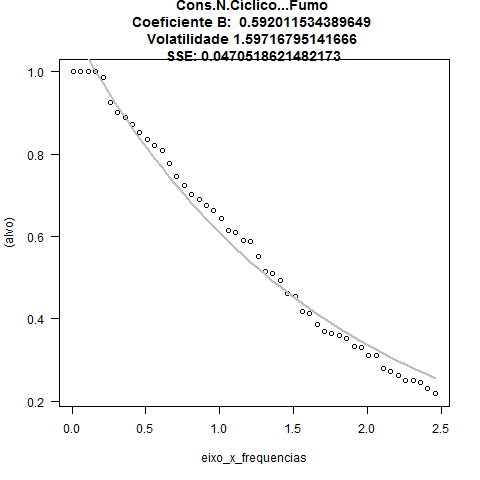 Cons.N.Ciclico...Fumo
Coeficiente B:  0.592011534389649
Volatilidade 1.59716795141666
SSE: 0.0470518621482173
1.0
0.8
0.6
0.4
0.2
(alvo)
0.0 0.5 1.0 1.5 2.0 2.5
eixo_x_frequencias